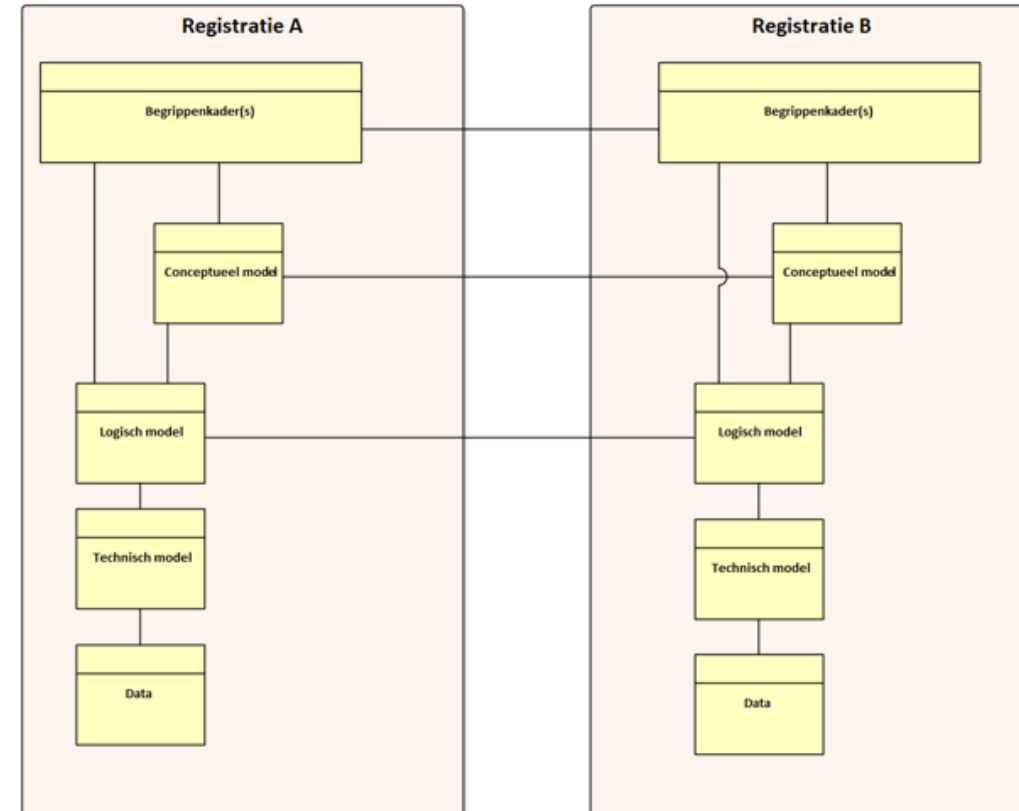 Registratie A
Begrippenkader(s)
Conceptueel model
Logisch model
Technisch model
Data
Registratie B
Begrippenkader(s)
Conceptueel model
Logisch model
Technisch model
Data